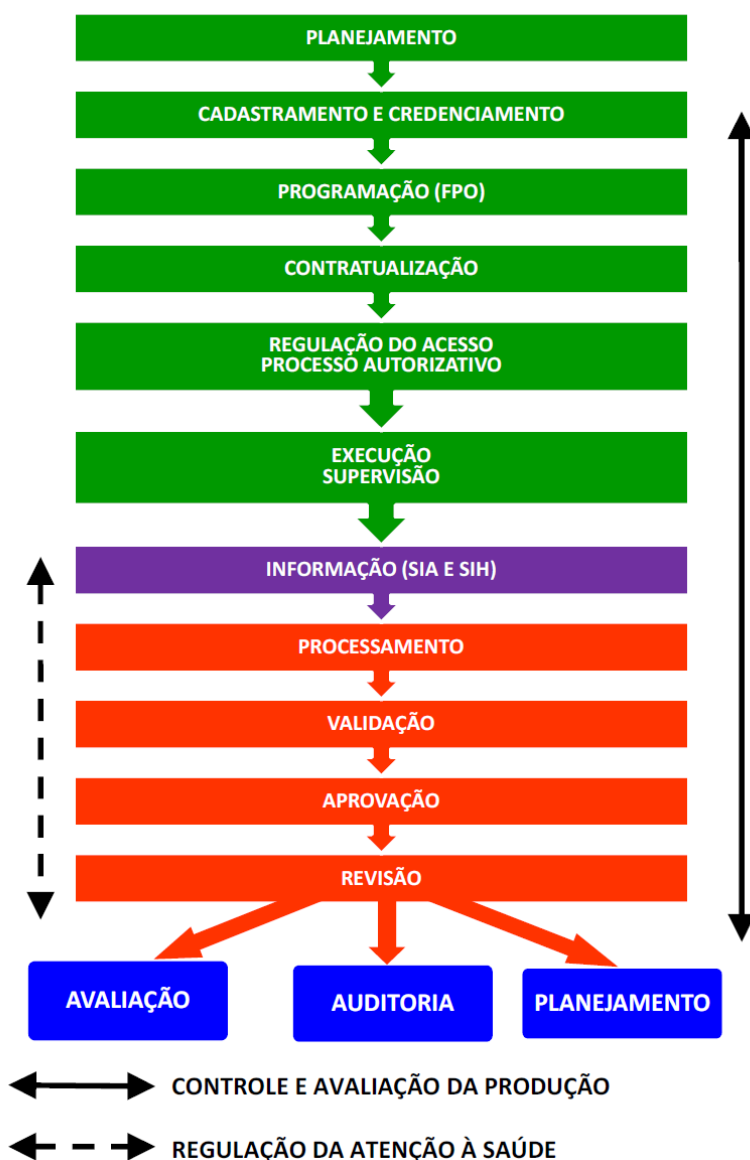 PLANEJAMENTO
CADASTRAMENTO E CREDENCIAMENTO
PROGRAMAÇÃO (FPO)
CONTRATUALIZAÇÃO
REGULAÇÃO DO ACESSO
PROCESSO AUTORIZATIVO
EXECUÇÃO
SUPERVISÃO
INFORMAÇÃO (SIA E SIH)
PROCESSAMENTO
VALIDAÇÃO
APROVAÇÃO
REVISÃO
AVALIAÇÃO
AUDITORIA
PLANEJAMENTO
CONTROLE E AVALIAÇÃO DA PRODUÇÃO
REGULAÇÃO DA ATENÇÃO À SAÚDE